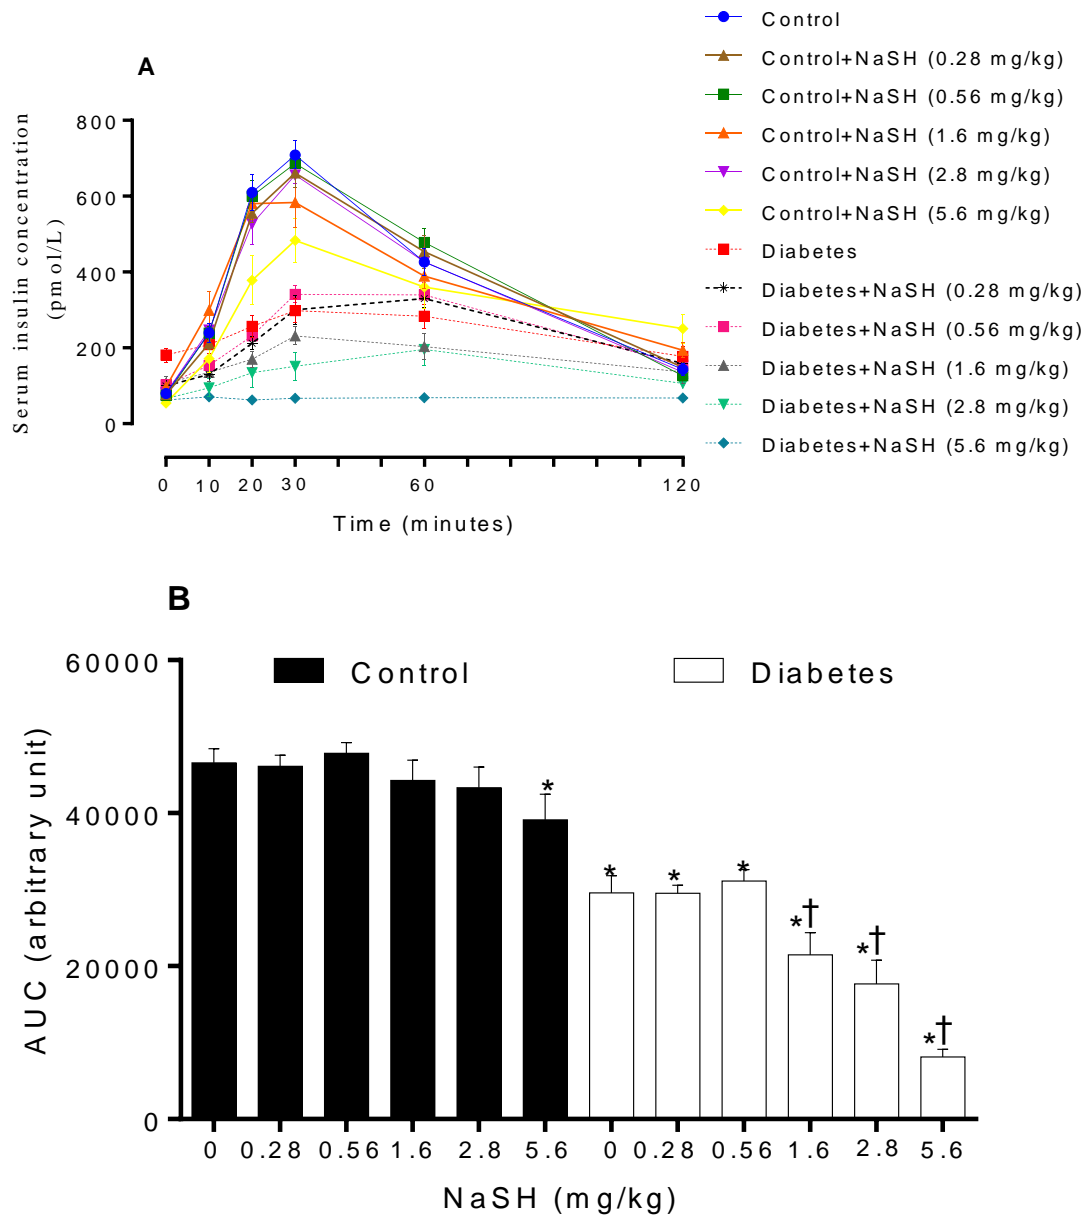 A
Serum insulin concentration
(pmol/L)
800
600
400
200
0
0 10 20 30 60 120
Time (minutes)
Control
Control+NaSH (0.28 mg/kg)
Control+NaSH (0.56 mg/kg)
Control+NaSH (1.6 mg/kg)
Control+NaSH (2.8 mg/kg)
Control+NaSH (5.6 mg/kg)
Diabetes
Diabetes+NaSH (0.28 mg/kg)
Diabetes+NaSH (0.56 mg/kg)
Diabetes+NaSH (1.6 mg/kg)
Diabetes+NaSH (2.8 mg/kg)
Diabetes+NaSH (5.6 mg/kg)
B
Control Diabetes
AUC (arbitrary unit)
60000
40000
20000
0
* * * * *† *† *†
0 0.28 0.56 1.6 2.8 5.6 0 0.28 0.56 1.6 2.8 5.6
NaSH (mg/kg)